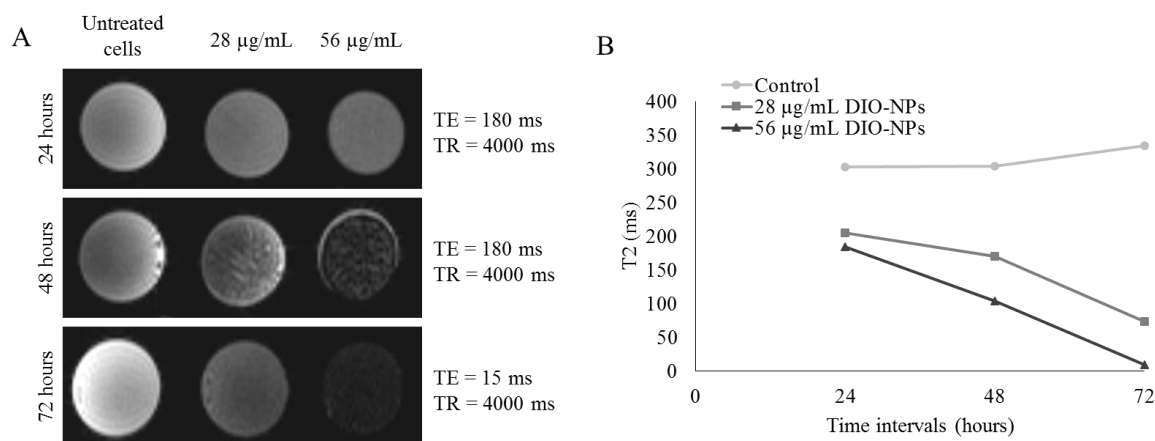 A
Untreated
cells
28 µg/mL
56 µg/mL
24 hours
TE = 180 ms
TR = 4000 ms
48 hours
TE = 180 ms
TR = 4000 ms
72 hours
TE = 15 ms
TR = 4000 ms
B
Control
28 µg/mL DIO-NPs
56 µg/mL DIO-NPs
T2 (ms)
400
350
300
250
200
150
100
50
0
0 24 48 72
Time intervals (hours)